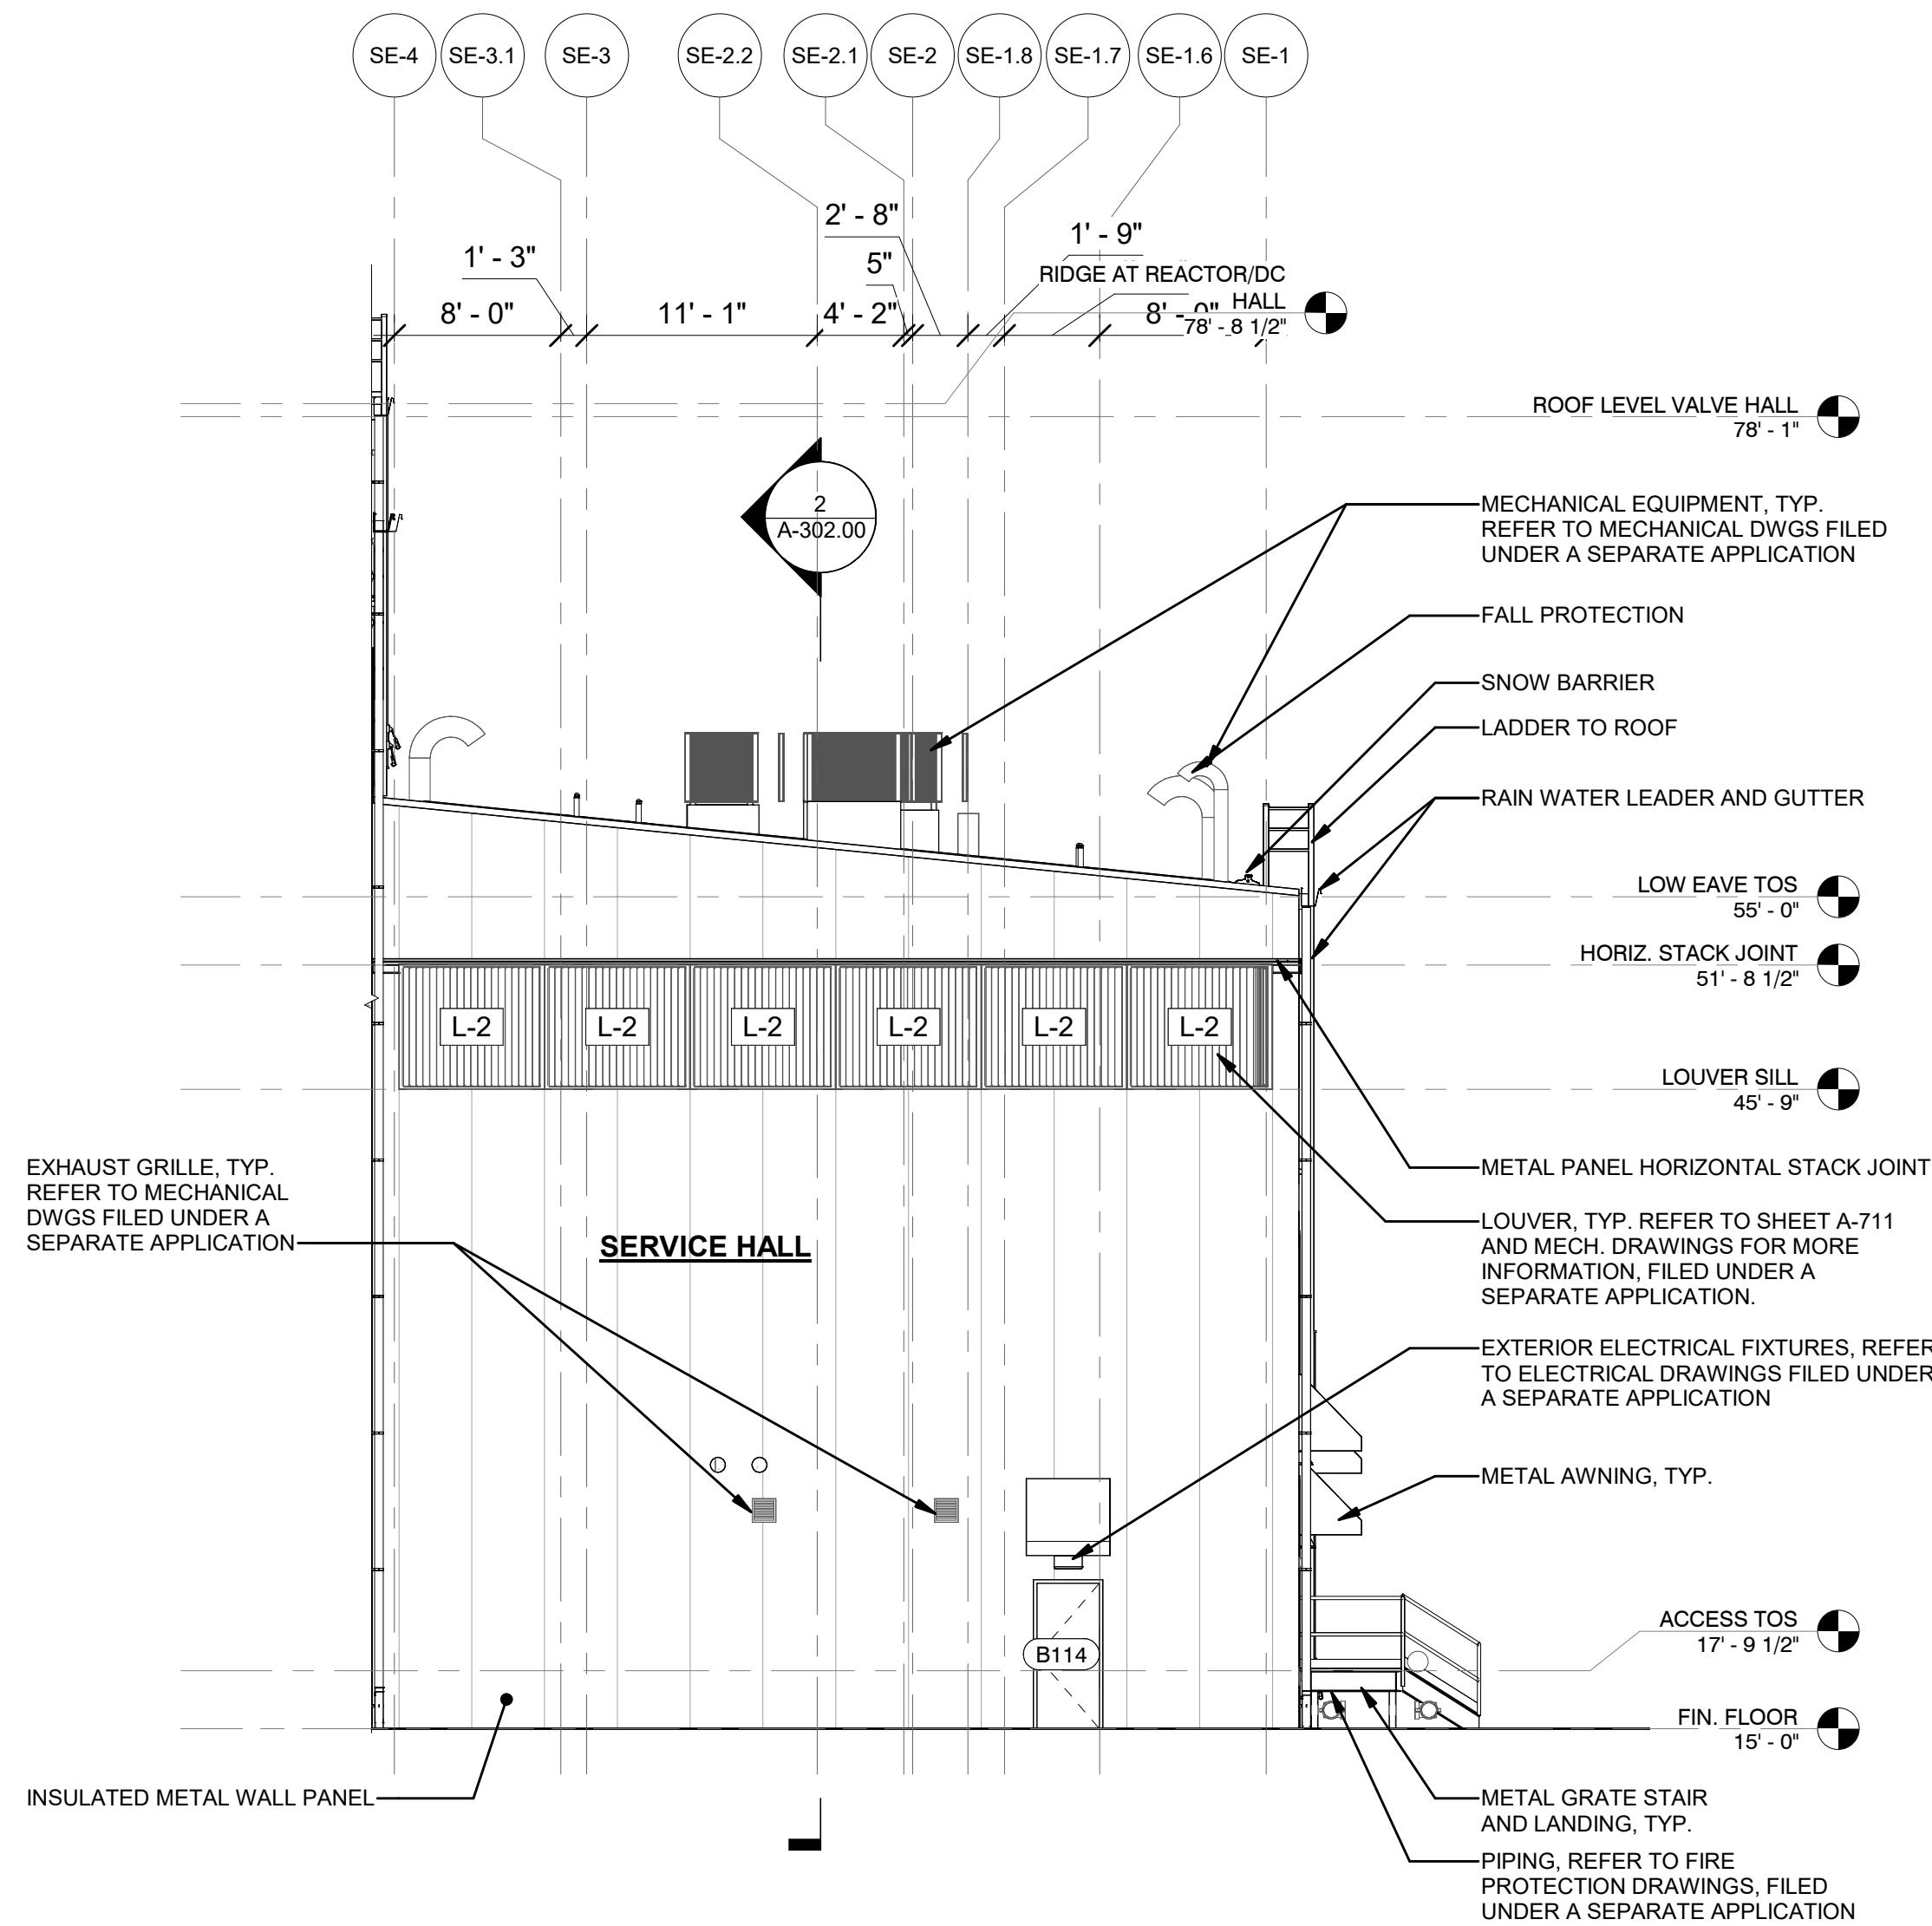 SE-4 SE-3.1 SE-3 SE-2.2 SE-2.1 SE-2 SE-1.8 SE-1.7 SE-1.6 SE-1
2' - 8"
1' - 9"
1' - 3"
5"
RIDGE AT REACTOR/DC
HALL
78' - 8 1/2"
8' - 0"
11' - 1"
4' - 2"
8' - 0"
ROOF LEVEL VALVE HALL
78' - 1"
2
A-302.00
MECHANICAL EQUIPMENT, TYP.
REFER TO MECHANICAL DWGS FILED
UNDER A SEPARATE APPLICATION
FALL PROTECTION
SNOW BARRIER
LADDER TO ROOF
RAIN WATER LEADER AND GUTTER
LOW EAVE TOS
55' - 0"
HORIZ. STACK JOINT
51' - 8 1/2"
L-2 L-2 L-2 L-2 L-2 L-2
LOUVER SILL
45' - 9"
EXHAUST GRILLE, TYP.
REFER TO MECHANICAL
DWGS FILED UNDER A
SEPARATE APPLICATION
METAL PANEL HORIZONTAL STACK JOINT
SERVICE HALL
LOUVER, TYP. REFER TO SHEET A-711
AND MECH. DRAWINGS FOR MORE
INFORMATION, FILED UNDER A
SEPARATE APPLICATION.
EXTERIOR ELECTRICAL FIXTURES, REFER
TO ELECTRICAL DRAWINGS FILED UNDER
A SEPARATE APPLICATION
METAL AWNING, TYP.
ACCESS TOS
17' - 9 1/2"
B114
FIN. FLOOR
15' - 0"
INSULATED METAL WALL PANEL
METAL GRATE STAIR
AND LANDING, TYP.
PIPING, REFER TO FIRE
PROTECTION DRAWINGS, FILED
UNDER A SEPARATE APPLICATION